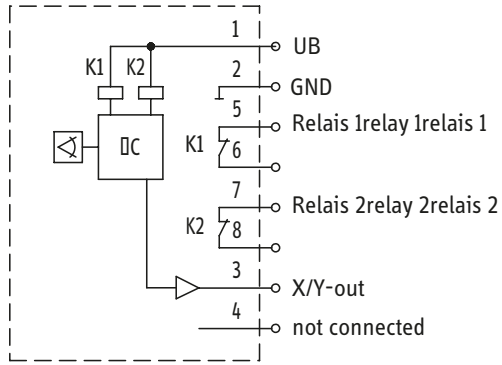 1
UB
K1 K2
2
GND
5
Relais 1relay 1relais 1
K1 6
▯C
7
Relais 2relay 2relais 2
K2 8
3
X/Y-out
4
not connected